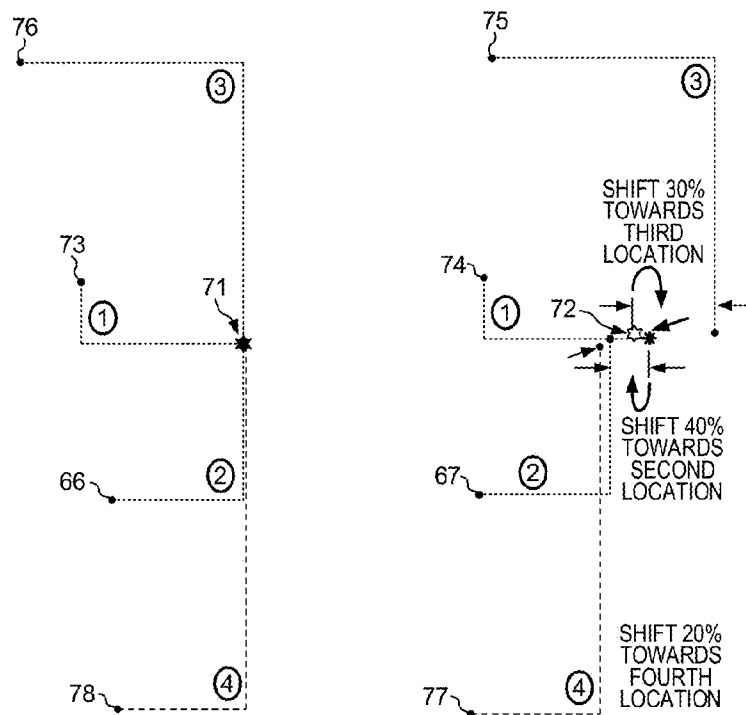 76
3
73
71
1
66
2
78
4
75
3
SHIFT 30%
TOWARDS
THIRD
LOCATION
74
72
1
SHIFT 40%
TOWARDS
SECOND
LOCATION
2
67
SHIFT 20%
TOWARDS
FOURTH
LOCATION
77
4